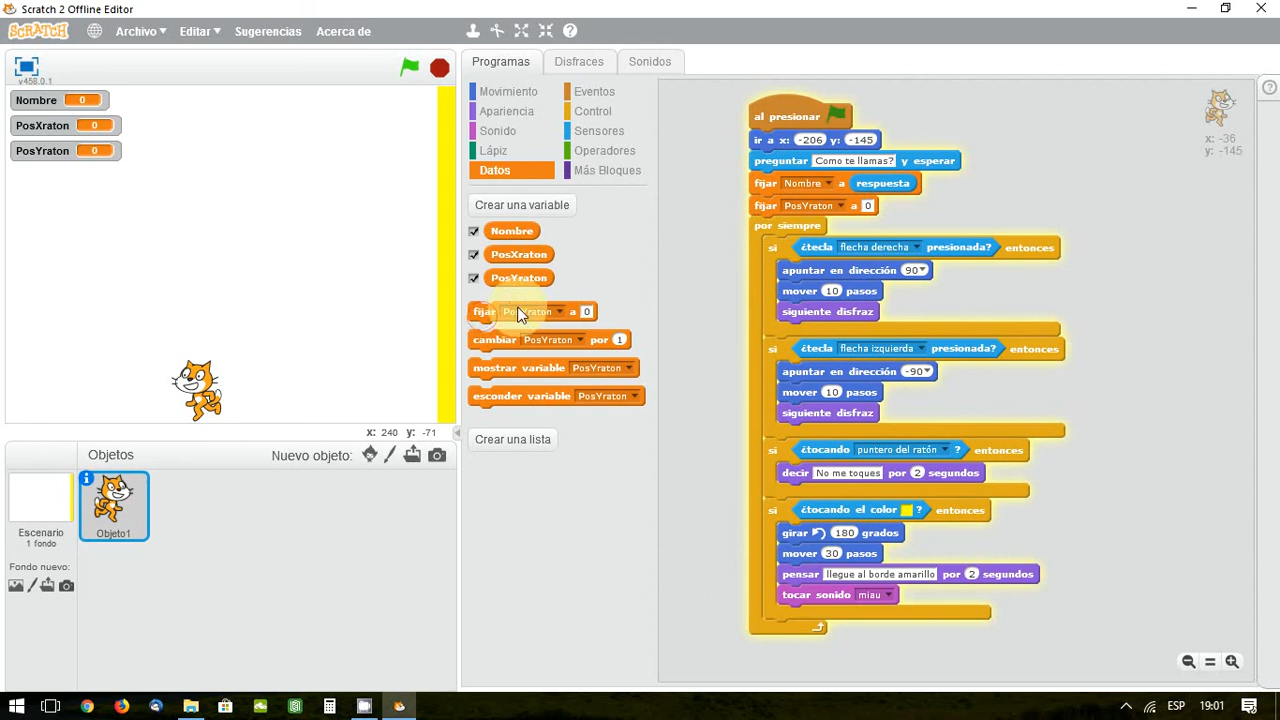 Scratch 2 Offline Editor
SCRATCH Archivo Editar Sugerencias Acerca de
v458.0.1
Nombre 0
PosXraton 0
PosYraton 0
x: 240 y: -71
Objetos Nuevo objeto:
Escenario
1 fondo
Fondo nuevo:
Objeto1
Programas Disfraces Sonidos
Movimiento Eventos
Apariencia Control
Sonido Sensores
Lápiz Operadores
Datos Más Bloques
Crear una variable
Nombre
PosXraton
PosYraton
fijar PosYraton a 0
cambiar PosYraton por 1
mostrar variable PosYraton
esconder variable PosYraton
Crear una lista
al presionar
ir a x: -206 y: -145
preguntar Como te llamas? y esperar
fijar Nombre a respuesta
fijar PosYraton a 0
por siempre
si ¿tecla flecha derecha presionada? entonces
apuntar en dirección 90
mover 10 pasos
siguiente disfraz
si ¿tecla flecha izquierda presionada? entonces
apuntar en dirección -90
mover 10 pasos
siguiente disfraz
si ¿tocando puntero del ratón ? entonces
decir No me toques por 2 segundos
si ¿tocando el color ? entonces
girar 180 grados
mover 30 pasos
pensar llegue al borde amarillo por 2 segundos
tocar sonido miau
x: -36
y: -145
ESP 19:01